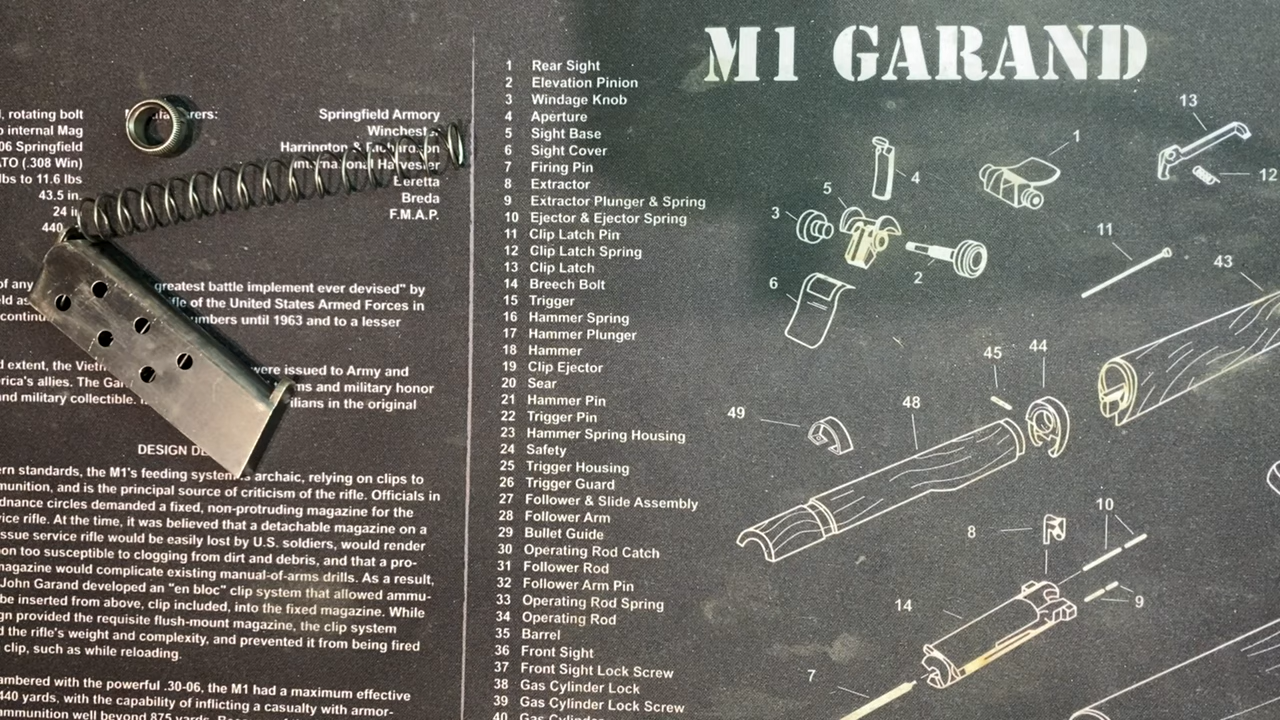 M1 GARAND
, rotating bolt
internal Mag
06 Springfield
ATO (.308 Win)
lbs to 11.6 lbs
43.5 in.
24 in
440
Springfield Armory
Winchester
Harrington & Richardson
International Harvester
Beretta
Breda
F.M.A.P.
of any greatest battle implement ever devised" by
of the United States Armed Forces in
numbers until 1963 and to a lesser
extent, the were issued to Army and
erica's allies. The ms and military honor
and military collectible. ilians in the original
DESIGN
ern standards, the M1's feeding system is archaic, relying on clips to
munition, and is the principal source of criticism of the rifle. Officials in
dnance circles demanded a fixed, non-protruding magazine for the
vice rifle. At the time, it was believed that a detachable magazine on a
issue service rifle would be easily lost by U.S. soldiers, would render
on too susceptible to clogging from dirt and debris, and that a pro-
magazine would complicate existing manual-of-arms drills. As a result,
John Garand developed an "en bloc" clip system that allowed ammu-
be inserted from above, clip included, into the fixed magazine. While
gn provided the requisite flush-mount magazine, the clip system
d the rifle's weight and complexity, and prevented it from being fired
clip, such as while reloading.
ambered with the powerful .30-06, the M1 had a maximum effective
440 yards, with the capability of inflicting a casualty with armor-
ammunition well beyond 875 yards.
1 Rear Sight
2 Elevation Pinion
3 Windage Knob
4 Aperture
5 Sight Base
6 Sight Cover
7 Firing Pin
8 Extractor
9 Extractor Plunger & Spring
10 Ejector & Ejector Spring
11 Clip Latch Pin
12 Clip Latch Spring
13 Clip Latch
14 Breech Bolt
15 Trigger
16 Hammer Spring
17 Hammer Plunger
18 Hammer
19 Clip Ejector
20 Sear
21 Hammer Pin
22 Trigger Pin
23 Hammer Spring Housing
24 Safety
25 Trigger Housing
26 Trigger Guard
27 Follower & Slide Assembly
28 Follower Arm
29 Bullet Guide
30 Operating Rod Catch
31 Follower Rod
32 Follower Arm Pin
33 Operating Rod Spring
34 Operating Rod
35 Barrel
36 Front Sight
37 Front Sight Lock Screw
38 Gas Cylinder Lock
39 Gas Cylinder Lock Screw
40 Gas Cylinder
13
1
12
4
5
3
2
11
43
6
45
44
49
48
10
8
9
14
7